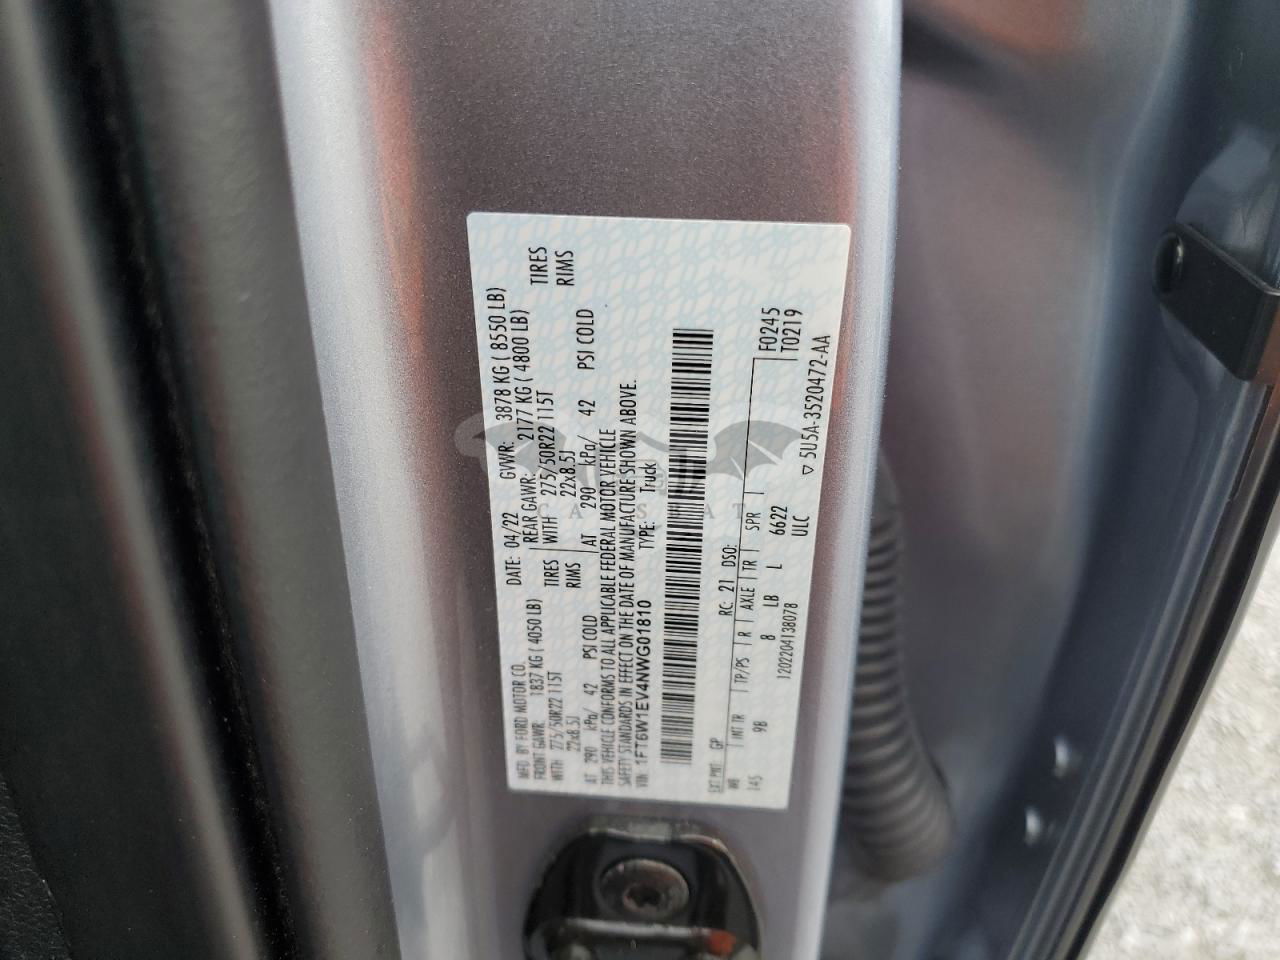 MFD. BY FORD MOTOR CO.
DATE: 04/22 GVWR: 3878 KG ( 8550 LB)
FRONT GAWR: 1837 KG ( 4050 LB)
REAR GAWR: 2177 KG ( 4800 LB)
WITH 275/50R22 115T TIRES
WITH 275/50R22 115T TIRES
22x8.5J RIMS
22x8.5J RIMS
AT 290 kPa/ 42 PSI COLD
AT 290 kPa/ 42 PSI COLD
THIS VEHICLE CONFORMS TO ALL APPLICABLE FEDERAL MOTOR VEHICLE
SAFETY STANDARDS IN EFFECT ON THE DATE OF MANUFACTURE SHOWN ABOVE.
VIN: 1FT6W1EV4NWG01810 TYPE: Truck
F0245
T0219
EXT PNT: GP RC: 21 DSO:
WB INT TR TP/PS R AXLE TR SPR
145 9B 8 LB L 6622
ULC
1202204138078
▽5U5A-3520472-AA
CARSBAT